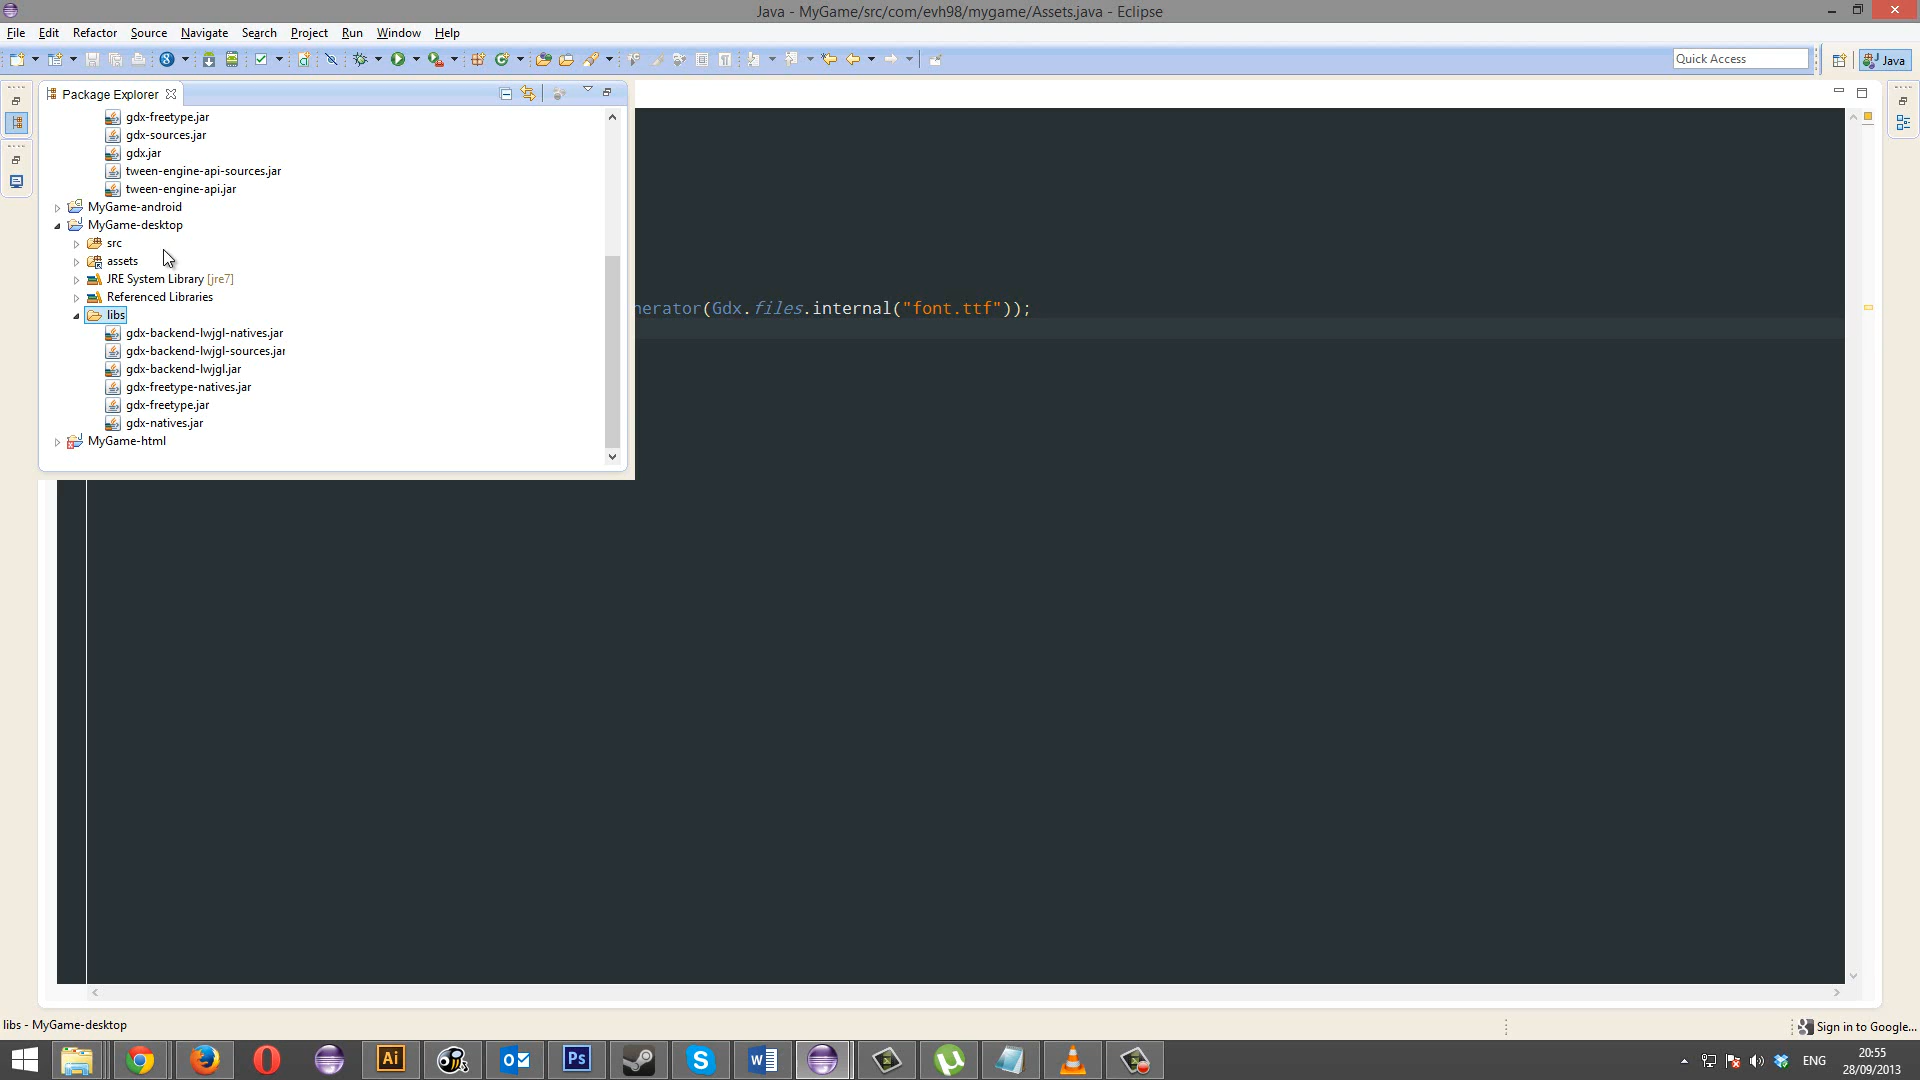 Java - MyGame/src/com/evh98/mygame/Assets.java - Eclipse
File Edit Refactor Source Navigate Search Project Run Window Help
Quick Access
Java
Package Explorer
gdx-freetype.jar
gdx-sources.jar
gdx.jar
tween-engine-api-sources.jar
tween-engine-api.jar
MyGame-android
MyGame-desktop
src
assets
JRE System Library [jre7]
Referenced Libraries
nerator(Gdx.files.internal("font.ttf"));
libs
gdx-backend-lwjgl-natives.jar
gdx-backend-lwjgl-sources.jar
gdx-backend-lwjgl.jar
gdx-freetype-natives.jar
gdx-freetype.jar
gdx-natives.jar
MyGame-html
libs - MyGame-desktop
Sign in to Google...
Ai
Ps
ENG
20:55
28/09/2013